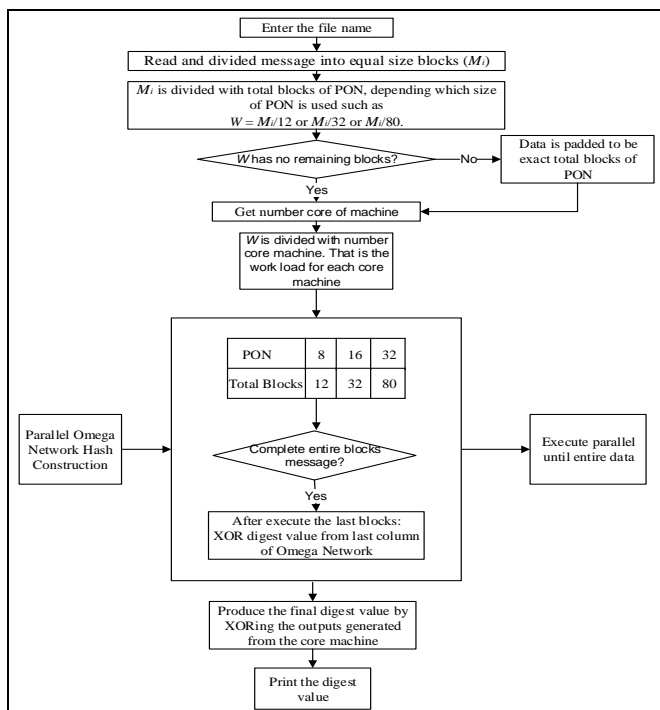 Enter the file name
Read and divided message into equal size blocks (Mi)
Mi is divided with total blocks of PON, depending which size
of PON is used such as
W = Mi/12 or Mi/32 or Mi/80.
W has no remaining blocks?
No
Data is padded to be
exact total blocks of
PON
Yes
Get number core of machine
W is divided with number
core machine. That is the
work load for each core
machine
PON 8 16 32
Total Blocks 12 32 80
Parallel Omega
Network Hash
Construction
Complete entire blocks
message?
Execute parallel
until entire data
Yes
After execute the last blocks:
XOR digest value from last column
of Omega Network
Produce the final digest value by
XORing the outputs generated
from the core machine
Print the digest
value